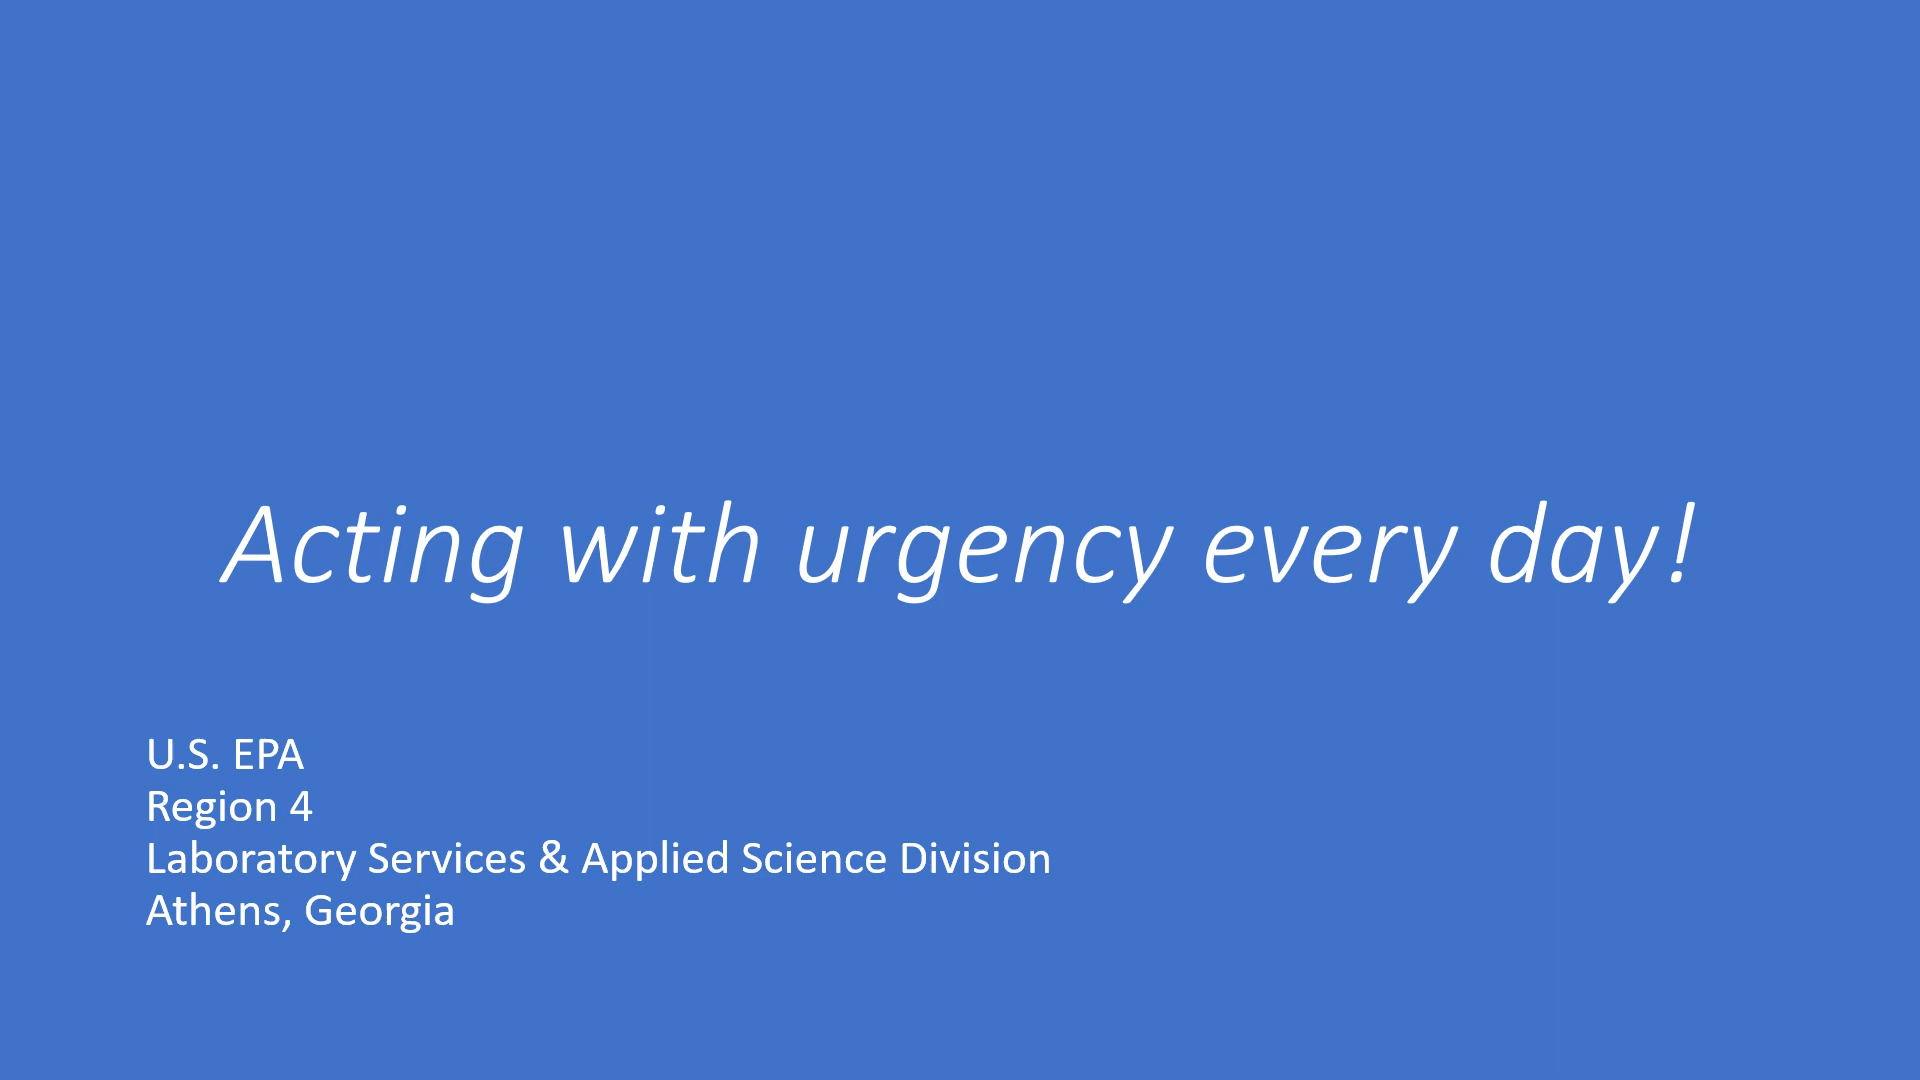 Acting with urgency every day!
U.S. EPA
Region 4
Laboratory Services & Applied Science Division
Athens, Georgia